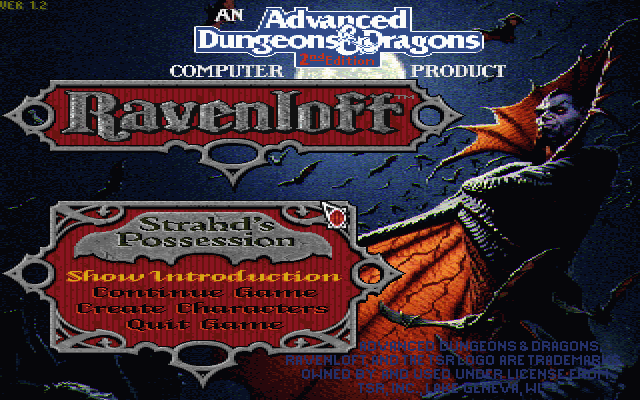 VER 1.2
AN Advanced
Dungeons & Dragons
2nd Edition
COMPUTER PRODUCT
Ravenloft™
Strahd's
Possession
Show Introduction
Continue Game
Create Characters
Quit Game
ADVANCED DUNGEONS & DRAGONS,
RAVENLOFT AND THE TSR LOGO ARE TRADEMARKS
OWNED BY AND USED UNDER LICENSE FROM
TSR, INC., LAKE GENEVA, WI.